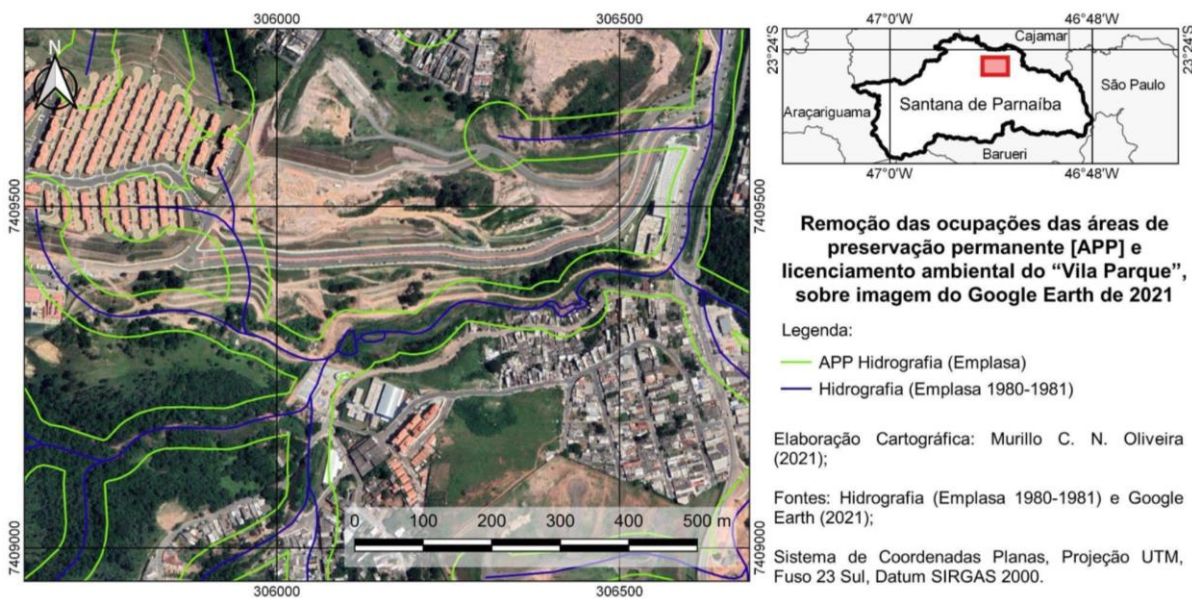 306000
306500
N
7409500
7409500
7409000
7409000
0 100 200 300 400 500 m
306000
306500
47°0'W
46°48'W
23°24'S
23°24'S
Cajamar
São Paulo
Santana de Parnaíba
Araçariguama
Barueri
47°0'W
46°48'W
Remoção das ocupações das áreas de
preservação permanente [APP] e
licenciamento ambiental do “Vila Parque”,
sobre imagem do Google Earth de 2021
Legenda:
APP Hidrografia (Emplasa)
Hidrografia (Emplasa 1980-1981)
Elaboração Cartográfica: Murillo C. N. Oliveira
(2021);
Fontes: Hidrografia (Emplasa 1980-1981) e Google
Earth (2021);
Sistema de Coordenadas Planas, Projeção UTM,
Fuso 23 Sul, Datum SIRGAS 2000.